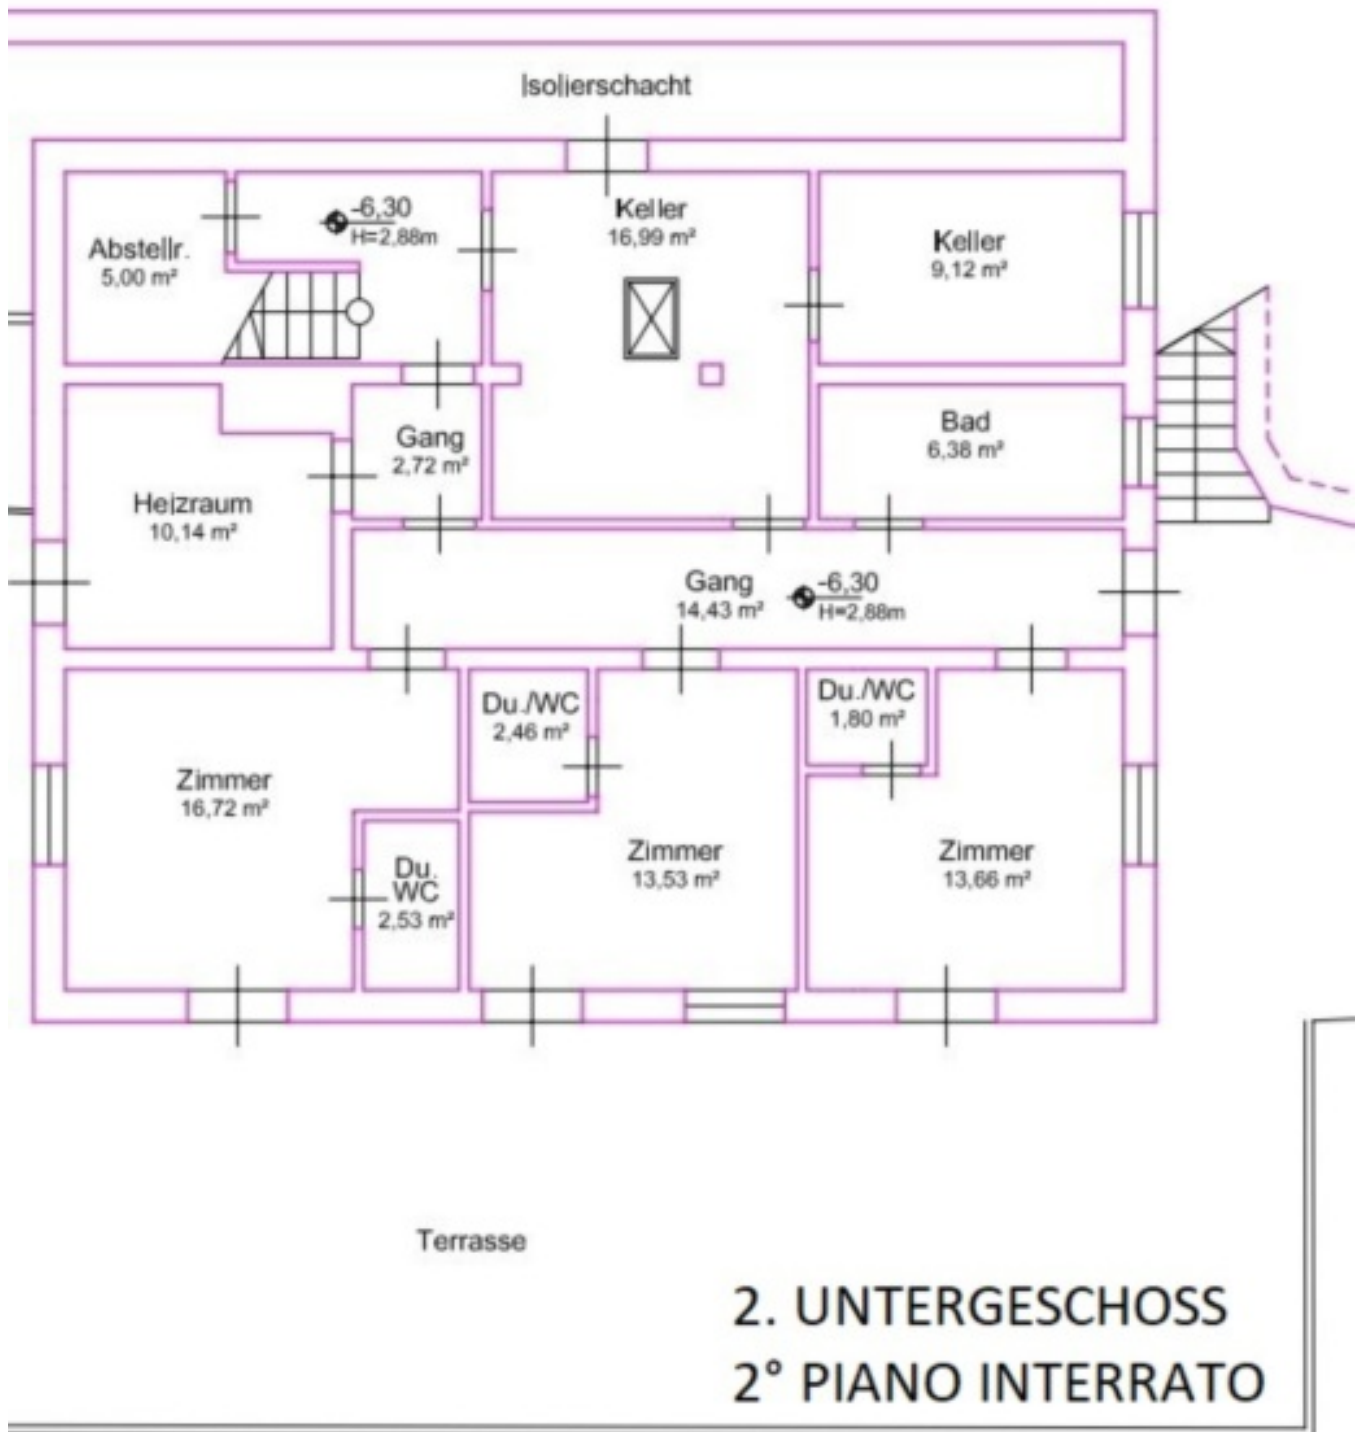 Isolierschacht
-6,30
H=2,88m
Keller
16,99 m²
Keller
9,12 m²
Abstellr.
5,00 m²
Gang
2,72 m²
Bad
6,38 m²
Heizraum
10,14 m²
Gang
14,43 m²
-6,30
H=2,88m
Du./WC
2,46 m²
Du./WC
1,80 m²
Zimmer
16,72 m²
Du.
WC
2,53 m²
Zimmer
13,53 m²
Zimmer
13,66 m²
Terrasse
2. UNTERGESCHOSS
2° PIANO INTERRATO